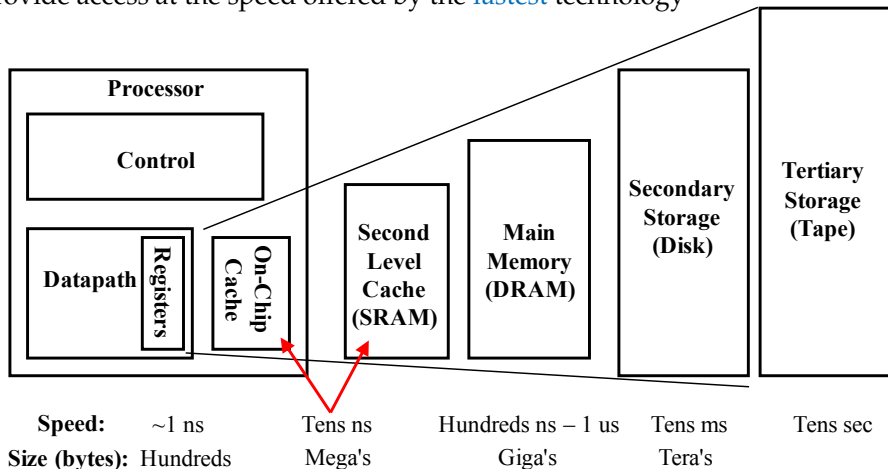 provide access at the speed offered by the fastest technology
Processor
Control
Datapath
Registers
On-Chip
Cache
Second
Level
Cache
(SRAM)
Main
Memory
(DRAM)
Secondary
Storage
(Disk)
Tertiary
Storage
(Tape)
Speed: ~1 ns Tens ns Hundreds ns – 1 us Tens ms Tens sec
Size (bytes): Hundreds Mega's Giga's Tera's